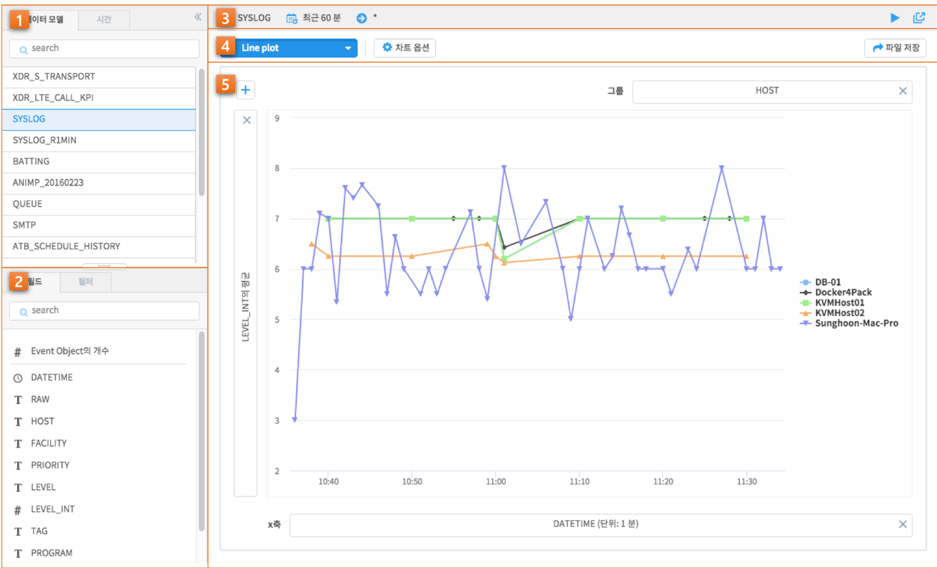 1 이터 모델 시간
search
XDR_S_TRANSPORT
XDR_LTE_CALL_KPI
SYSLOG
SYSLOG_R1MIN
BATTING
ANIMP_20160223
QUEUE
SMTP
ATB_SCHEDULE_HISTORY
2 필드 필터
search
# Event Object의 개수
DATETIME
T RAW
T HOST
T FACILITY
T PRIORITY
T LEVEL
# LEVEL_INT
T TAG
T PROGRAM
3 SYSLOG 최근 60 분 *
4 Line plot 차트 옵션 파일 저장
5 +
그룹 HOST
LEVEL_INT의 평균
9
8
7
6
5
4
3
2
10:40 10:50 11:00 11:10 11:20 11:30
DB-01
Docker4Pack
KVMHost01
KVMHost02
Sunghoon-Mac-Pro
x축 DATETIME (단위: 1 분)